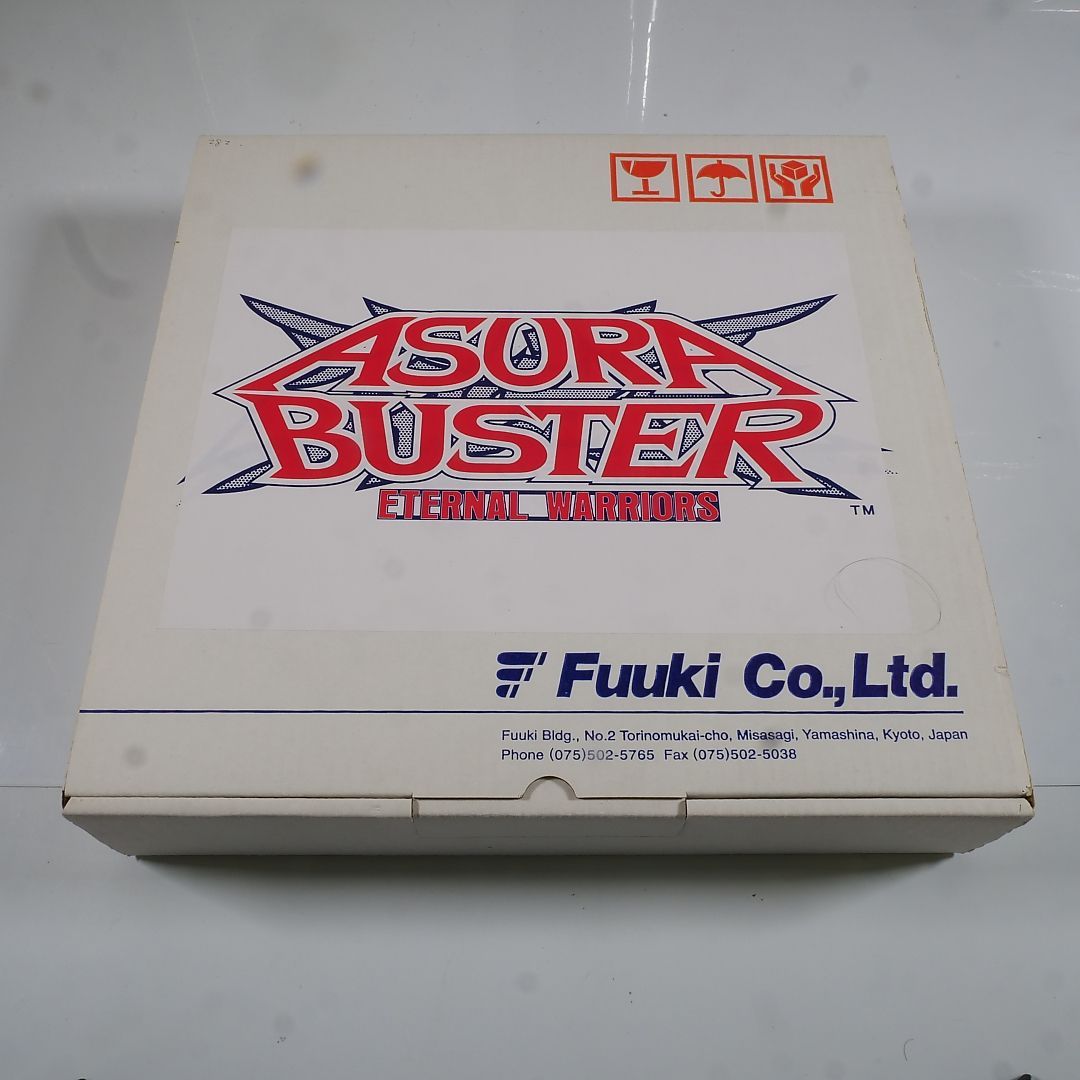 282
ASURA
BUSTER
ETERNAL WARRIORS
TM
Fuuki Co.,Ltd.
Fuuki Bldg., No.2 Torinomukai-cho, Misasagi, Yamashina, Kyoto, Japan
Phone (075)502-5765 Fax (075)502-5038